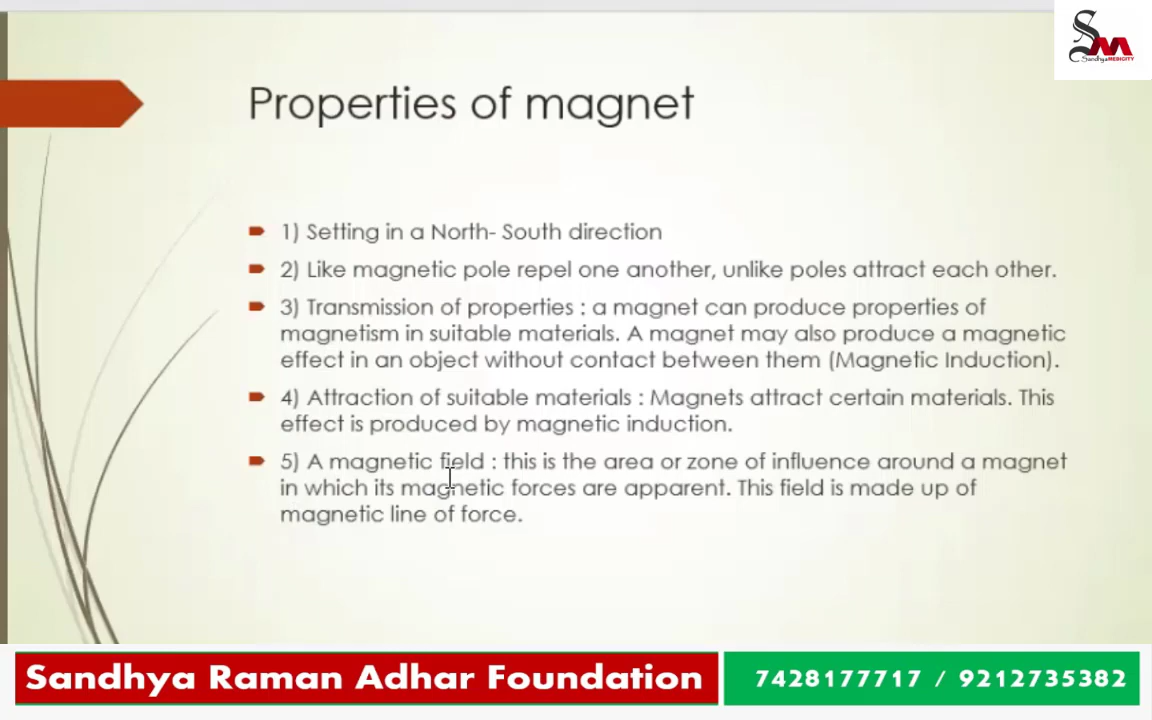 SM
Sandhya MEDICITY
Properties of magnet
1) Setting in a North- South direction
2) Like magnetic pole repel one another, unlike poles attract each other.
3) Transmission of properties : a magnet can produce properties of
magnetism in suitable materials. A magnet may also produce a magnetic
effect in an object without contact between them (Magnetic Induction).
4) Attraction of suitable materials : Magnets attract certain materials. This
effect is produced by magnetic induction.
5) A magnetic field : this is the area or zone of influence around a magnet
in which its magnetic forces are apparent. This field is made up of
magnetic line of force.
Sandhya Raman Adhar Foundation
7428177717 / 9212735382